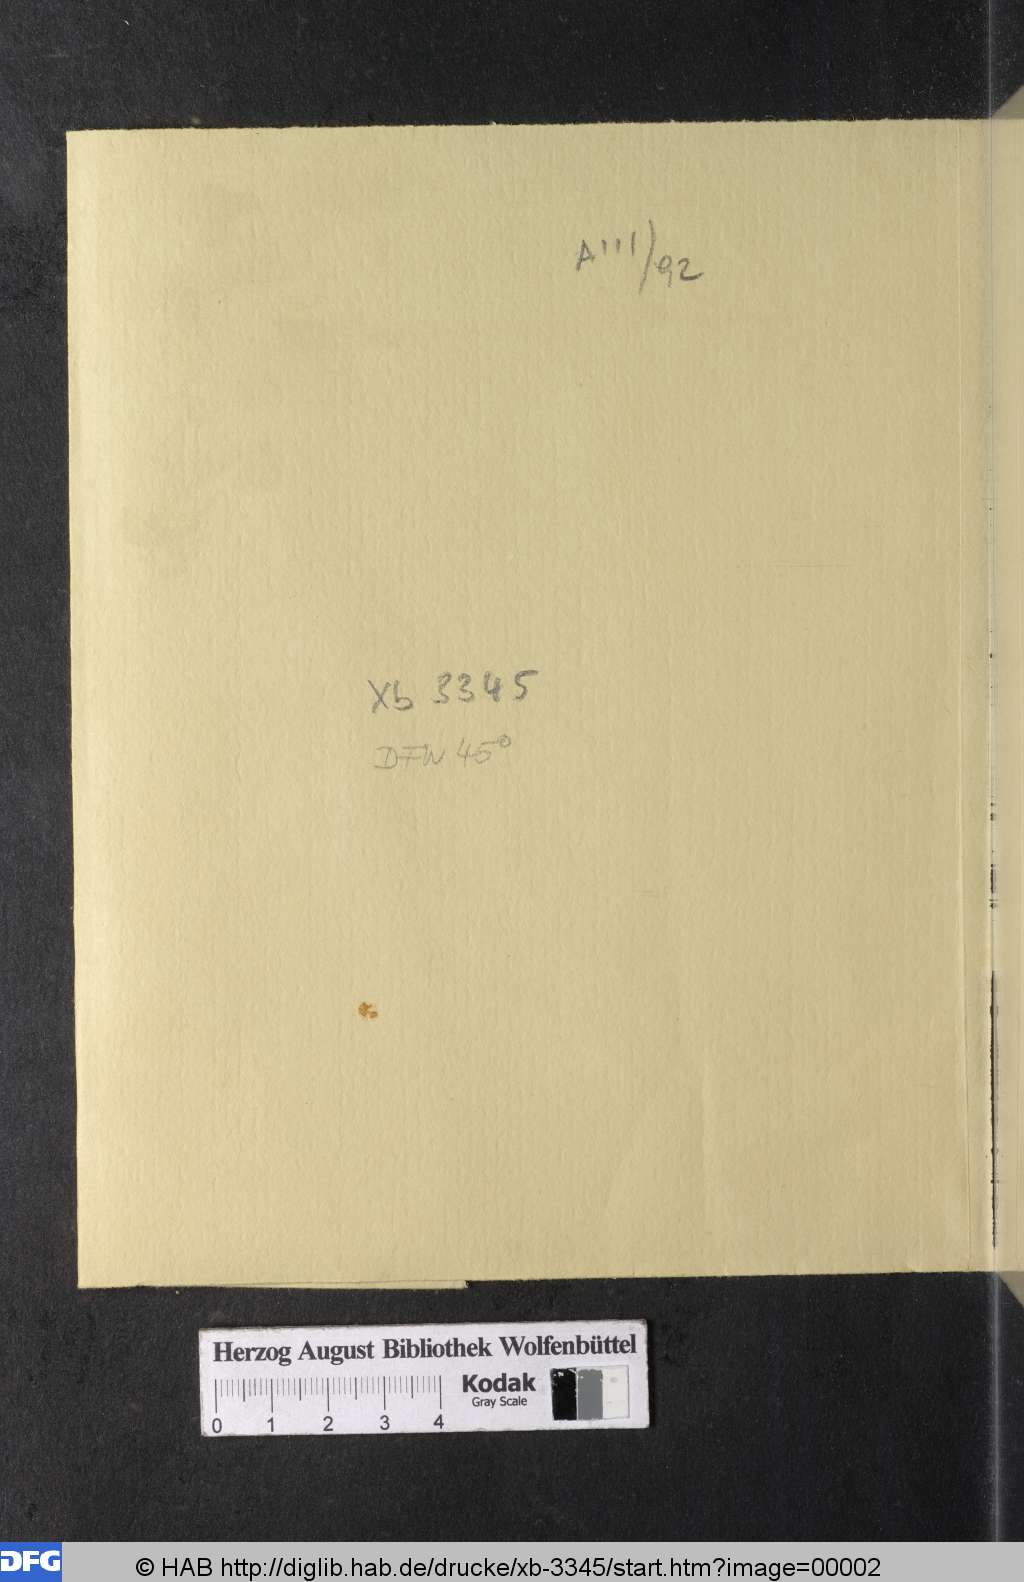 A'''/92
Xb 3345
DFW 45°
Herzog August Bibliothek Wolfenbüttel
Kodak
Gray Scale
0 1 2 3 4
DFG
© HAB http://diglib.hab.de/drucke/xb-3345/start.htm?image=00002